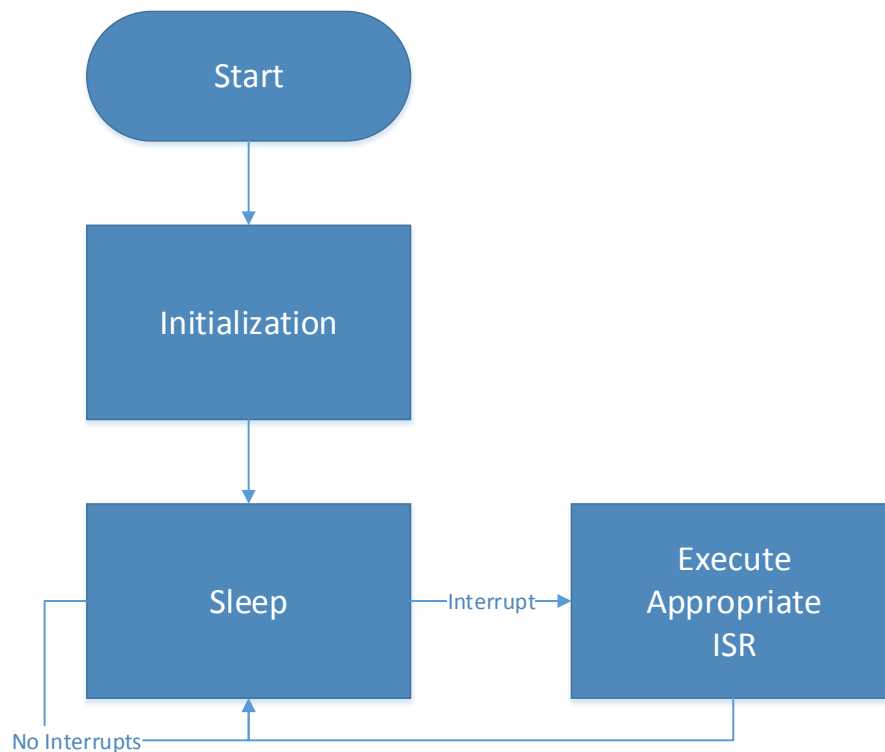 Start
Initialization
Sleep
Interrupt
Execute
Appropriate
ISR
No Interrupts